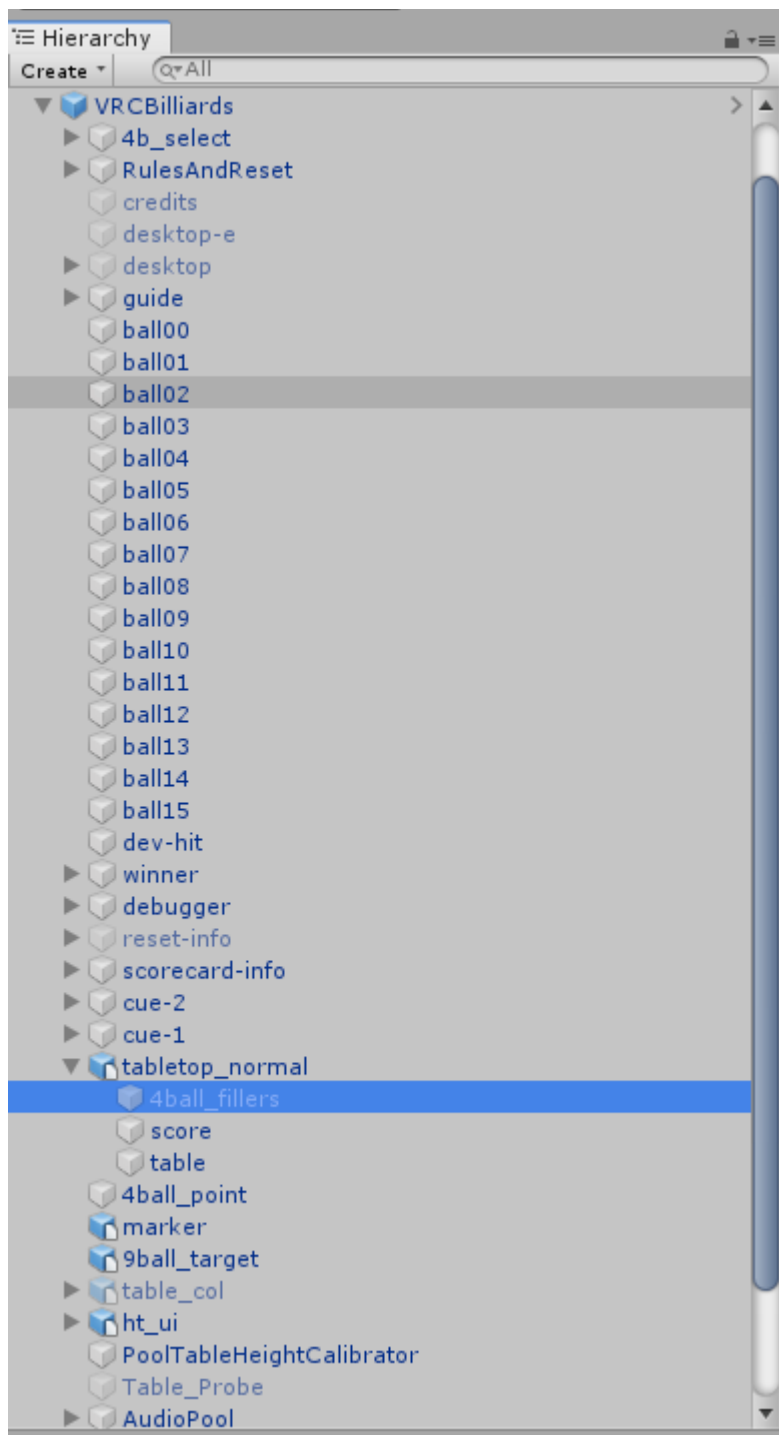 Hierarchy
Create All
VRCBilliards
4b_select
RulesAndReset
credits
desktop-e
desktop
guide
ball00
ball01
ball02
ball03
ball04
ball05
ball06
ball07
ball08
ball09
ball10
ball11
ball12
ball13
ball14
ball15
dev-hit
winner
debugger
reset-info
scorecard-info
cue-2
cue-1
tabletop_normal
4ball_fillers
score
table
4ball_point
marker
9ball_target
table_col
ht_ui
PoolTableHeightCalibrator
Table_Probe
AudioPool